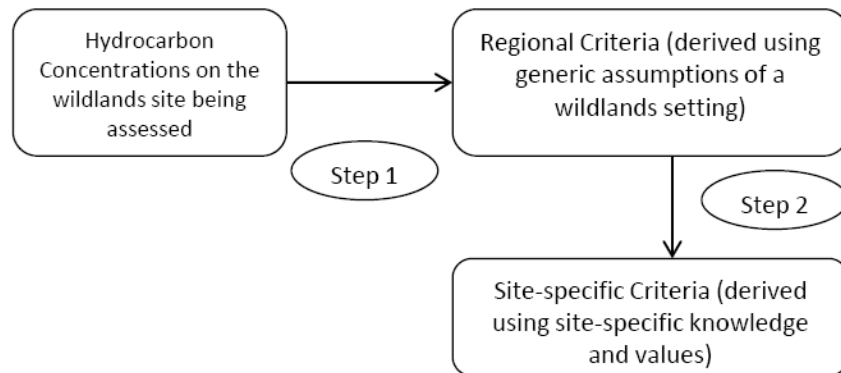 Hydrocarbon
Concentrations on the
wildlands site being
assessed
Regional Criteria (derived using
generic assumptions of a
wildlands setting)
Step 1
Step 2
Site-specific Criteria (derived
using site-specific knowledge
and values)